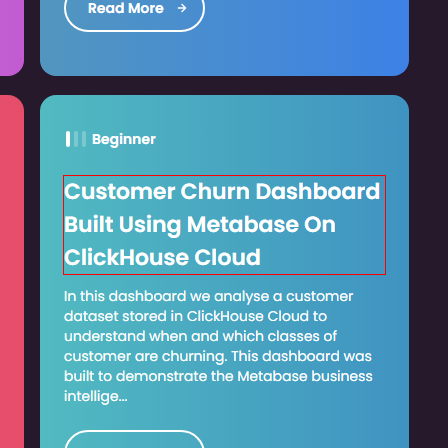 Read More
Beginner
Customer Churn Dashboard
Built Using Metabase On
ClickHouse Cloud
In this dashboard we analyse a customer
dataset stored in ClickHouse Cloud to
understand when and which classes of
customer are churning. This dashboard was
built to demonstrate the Metabase business
intellige...